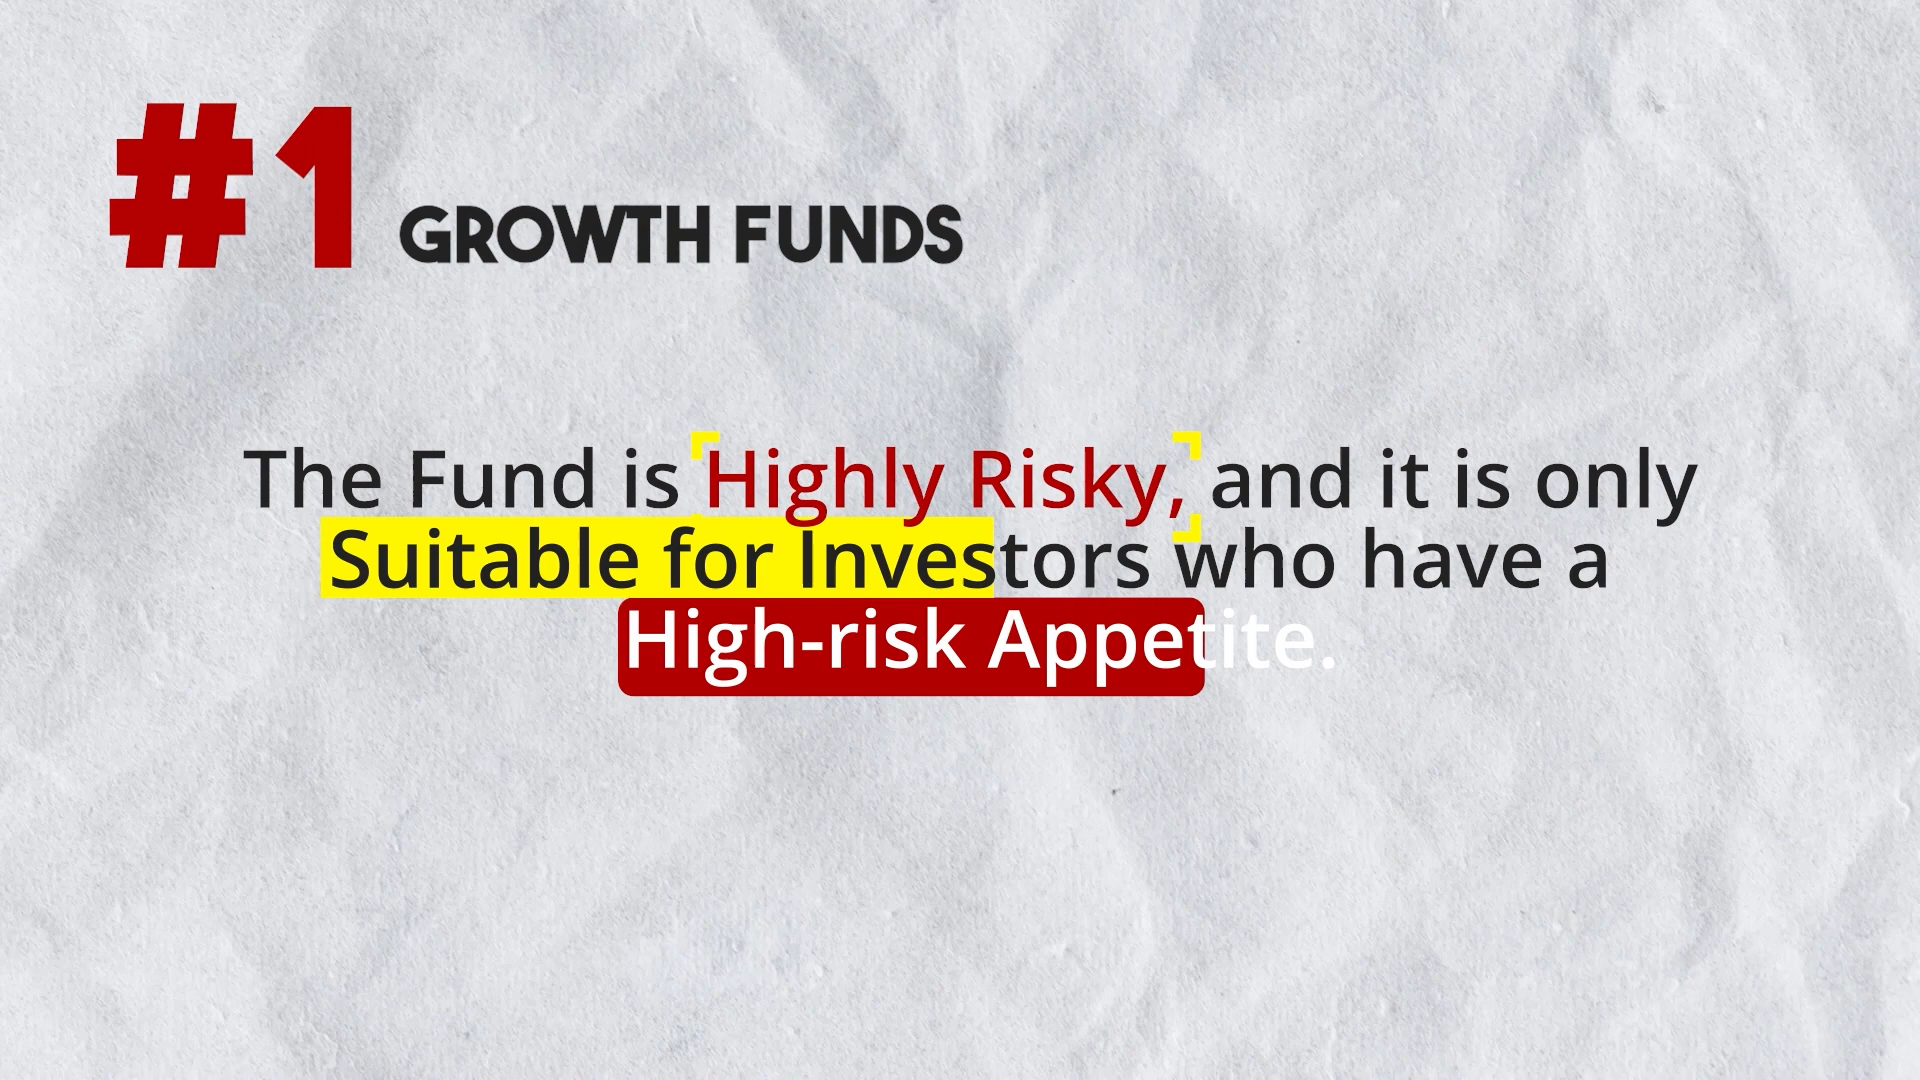 #1 GROWTH FUNDS
The Fund is Highly Risky, and it is only
Suitable for Investors who have a
High-risk Appetite.